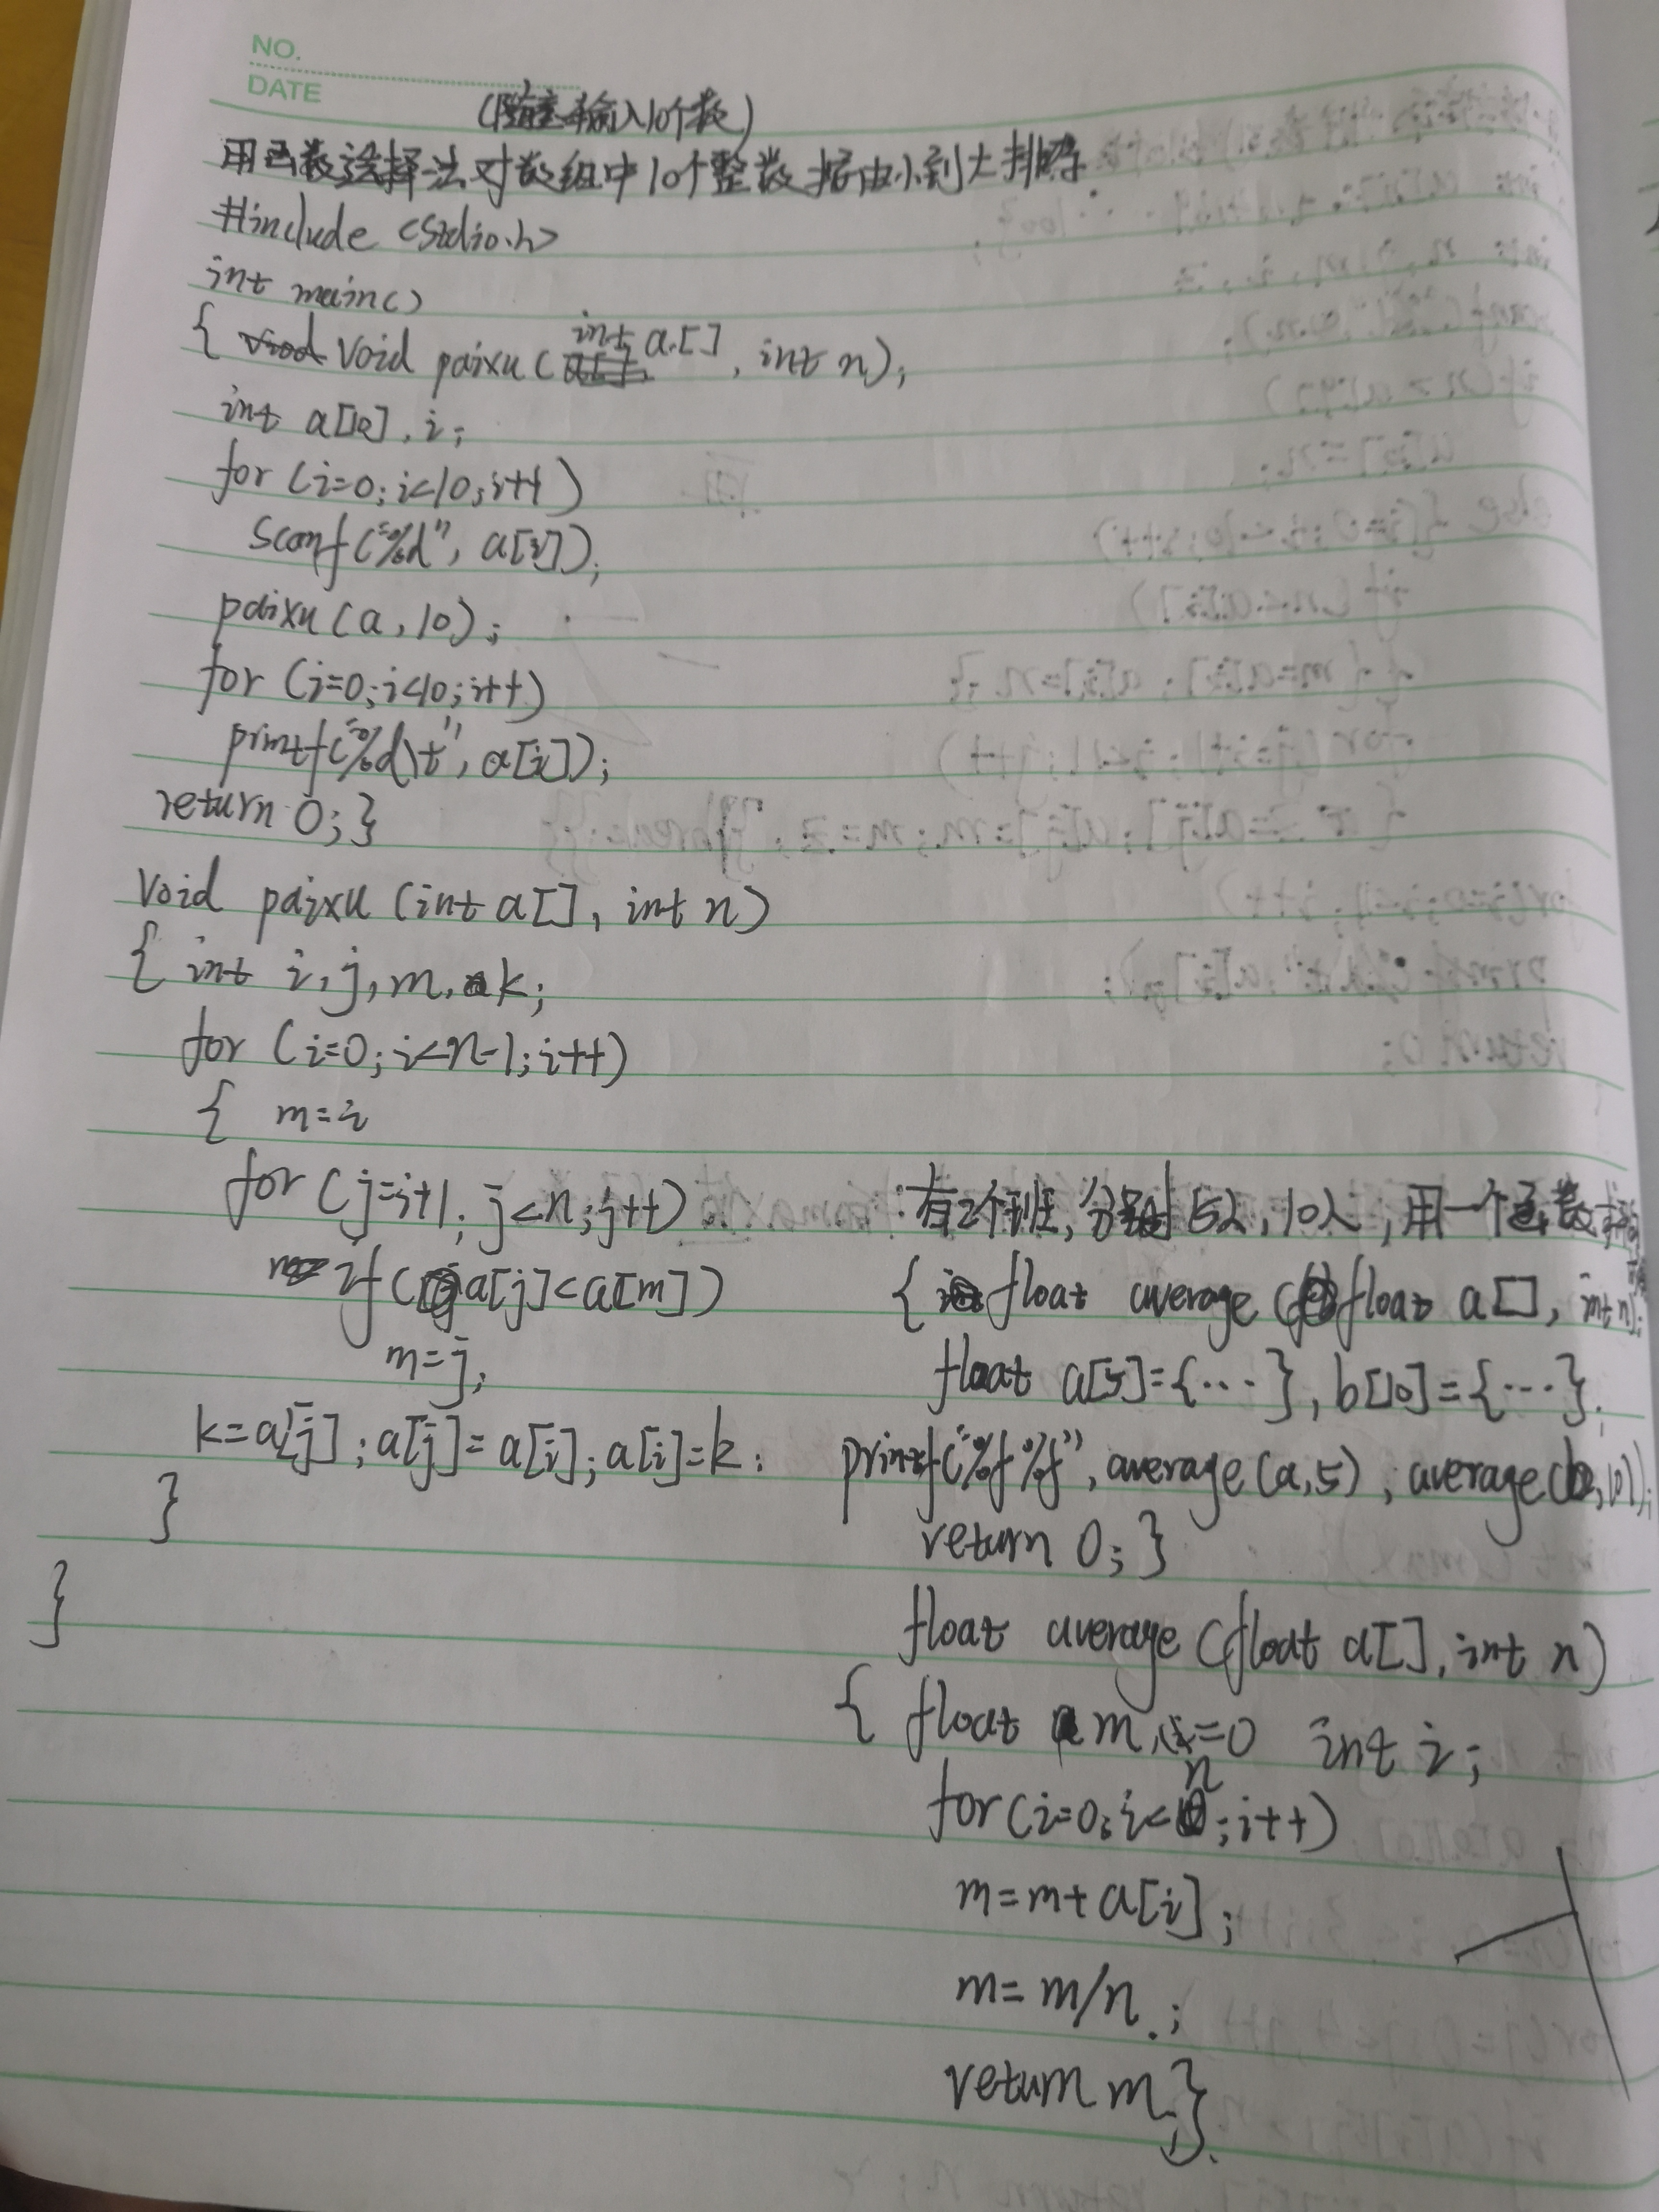 NO.
DATE
(随意输入10个数)
用函数选择法对数组中10个整数据由小到大排序
#include <stdio.h>
int main()
{ void paixu (int a[], int n);
int a[10], i;
for (i=0; i<10; i++)
scanf("%d", a[i]);
paixu (a, 10);
for (i=0; i<10; i++)
printf("%d\t", a[i]);
return 0; }
void paixu (int a[], int n)
{ int i, j, m, k;
for (i=0; i<n-1; i++)
{ m=i
for (j=i+1; j<n; j++)
if (a[j]<a[m])
m=j;
k=a[j]; a[j]=a[i]; a[i]=k;
}
}
有2个班, 分别 5人, 10人, 用一个函数
{ float average (float a[], int n);
float a[5]={...}, b[10]={...}.
printf("%f %f", average (a,5), average(b,10));
return 0; }
float average (float a[], int n)
{ float m=0 int i;
for (i=0; i<n; i++)
m=m+a[i];
m=m/n.;
return m;}